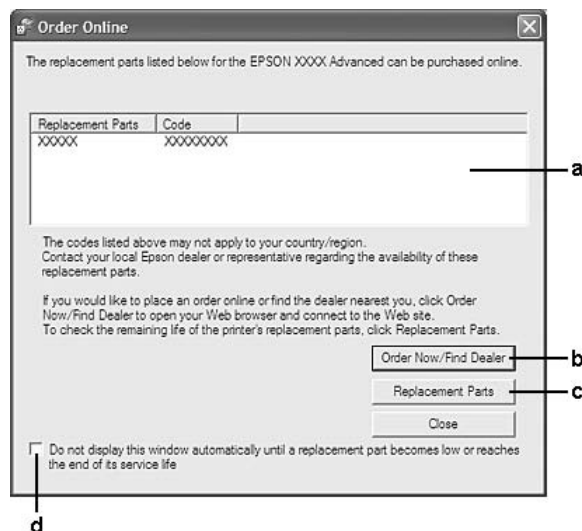 Order Online
The replacement parts listed below for the EPSON XXXX Advanced can be purchased online.
Replacement Parts Code
XXXXX XXXXXXXX
a
The codes listed above may not apply to your country/region.
Contact your local Epson dealer or representative regarding the availability of these
replacement parts.
If you would like to place an order online or find the dealer nearest you, click Order
Now/Find Dealer to open your Web browser and connect to the Web site.
To check the remaining life of the printer's replacement parts, click Replacement Parts.
Order Now/Find Dealer b
Replacement Parts c
Close
Do not display this window automatically until a replacement part becomes low or reaches
the end of its service life
d